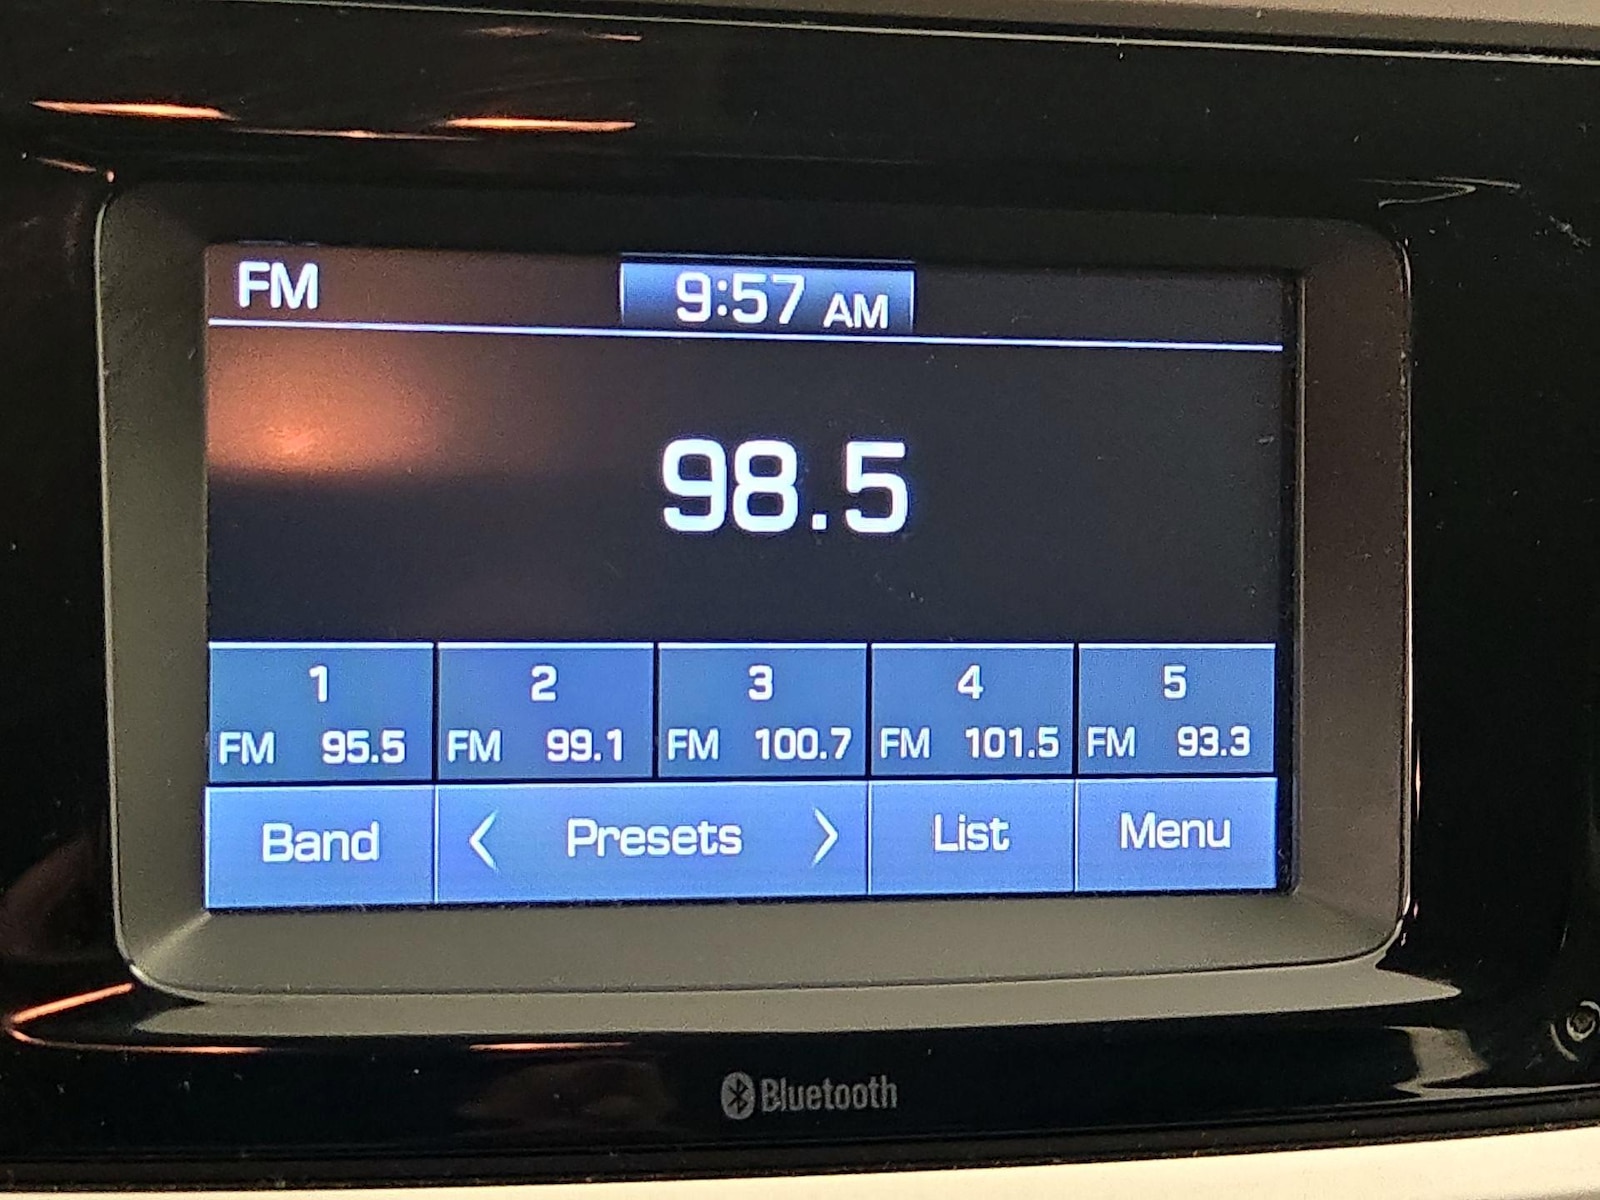 FM 9:57 AM
98.5
1 2 3 4 5
FM 95.5 FM 99.1 FM 100.7 FM 101.5 FM 93.3
Band < Presets > List Menu
Bluetooth